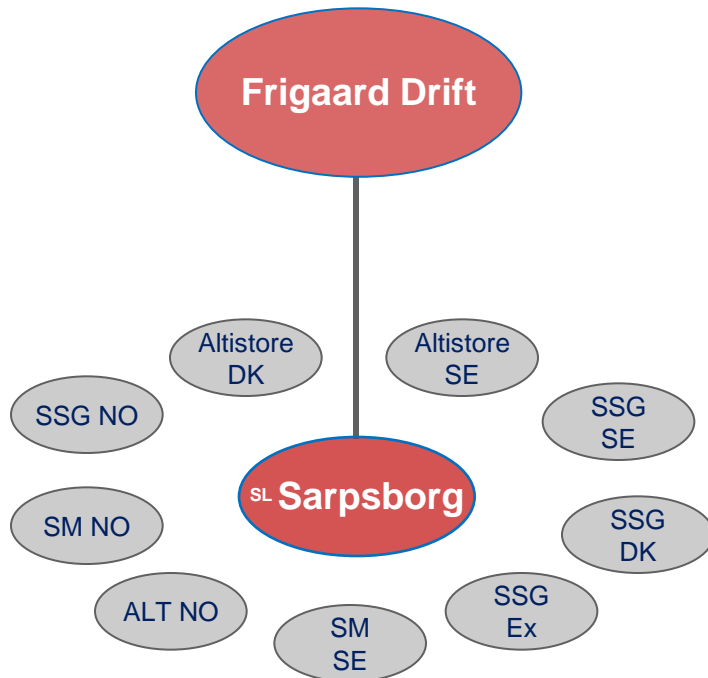 Frigaard Drift
Altistore
DK
Altistore
SE
SSG NO
SSG
SE
SL Sarpsborg
SM NO
SSG
DK
ALT NO
SM
SE
SSG
Ex